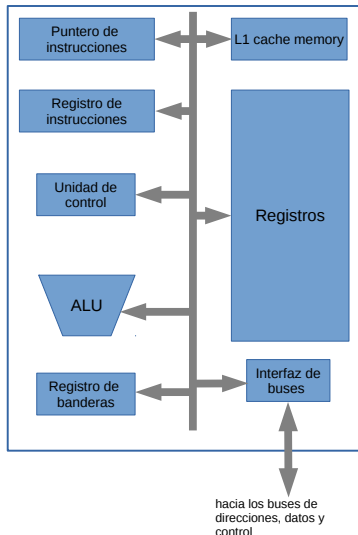 Puntero de
instrucciones
L1 cache memory
Registro de
instrucciones
Unidad de
control
Registros
ALU
Registro de
banderas
Interfaz de
buses
hacia los buses de
direcciones, datos y
control